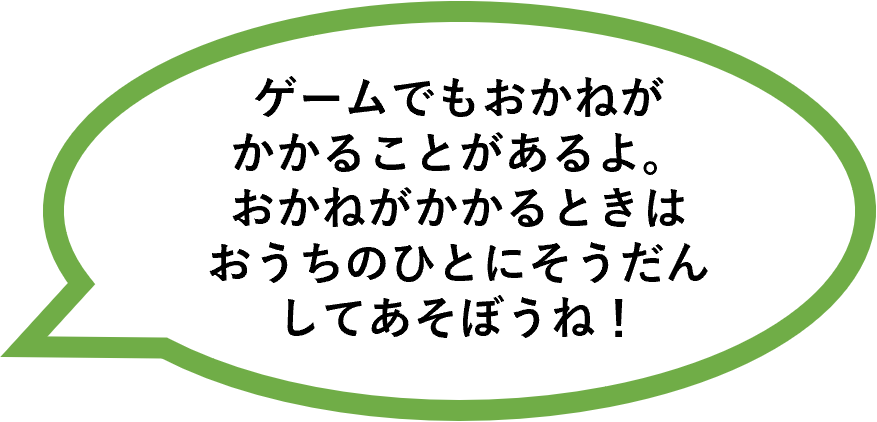 ゲームでもおかねが
かかることがあるよ。
おかねがかかるときは
おうちのひとにそうだん
してあそぼうね！